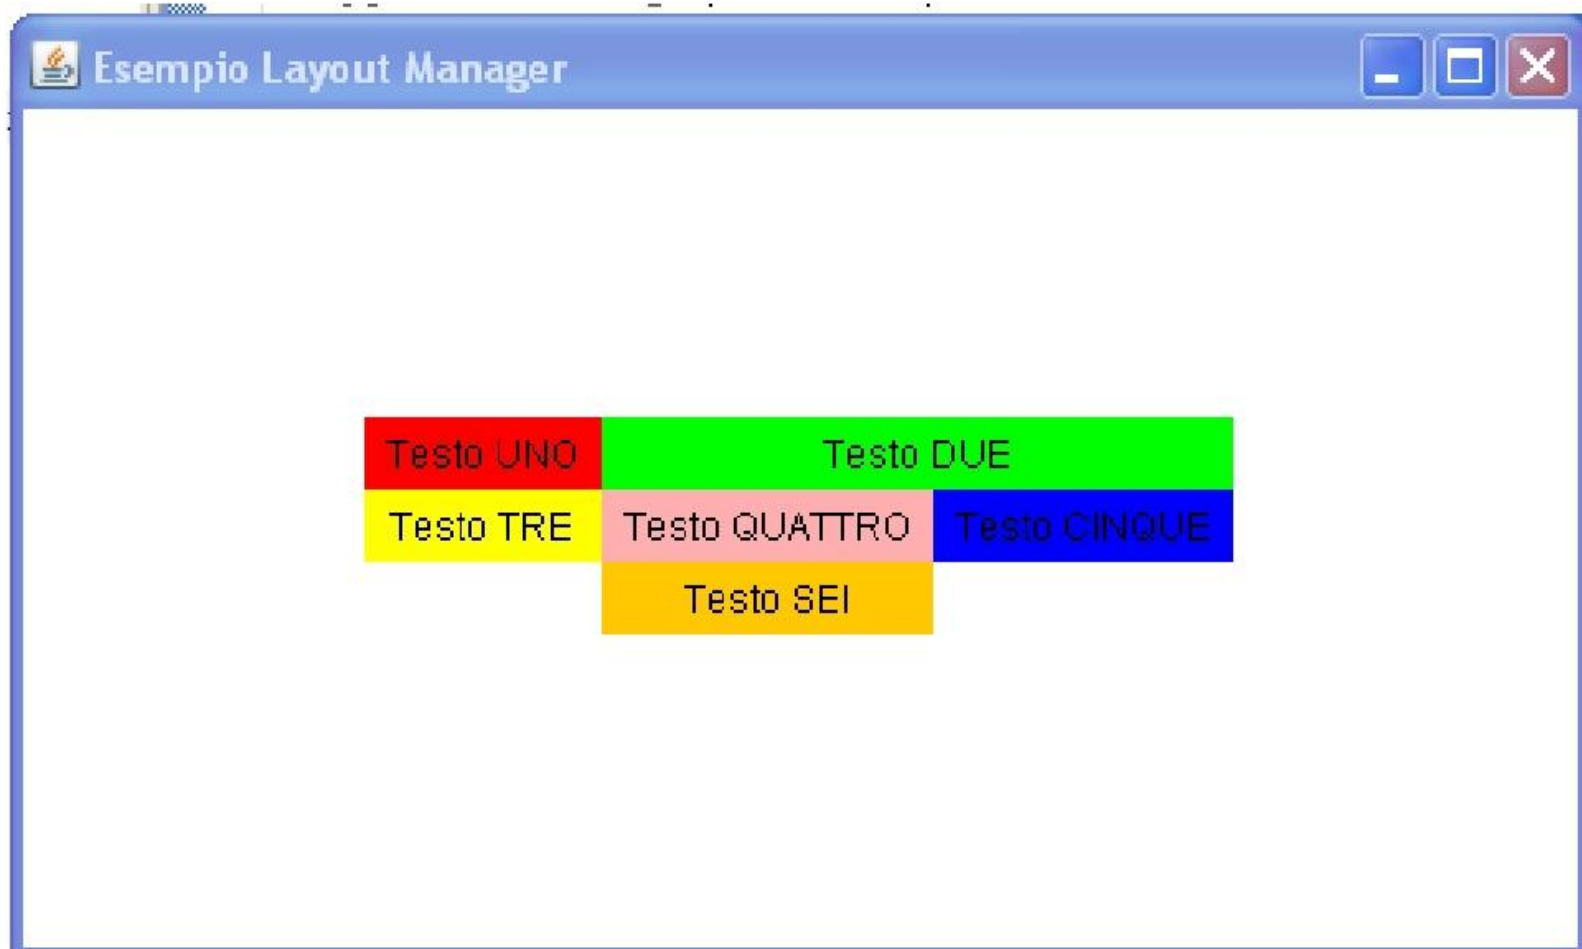 Esempio Layout Manager
Testo UNO Testo DUE
Testo TRE Testo QUATTRO Testo CINQUE
Testo SEI